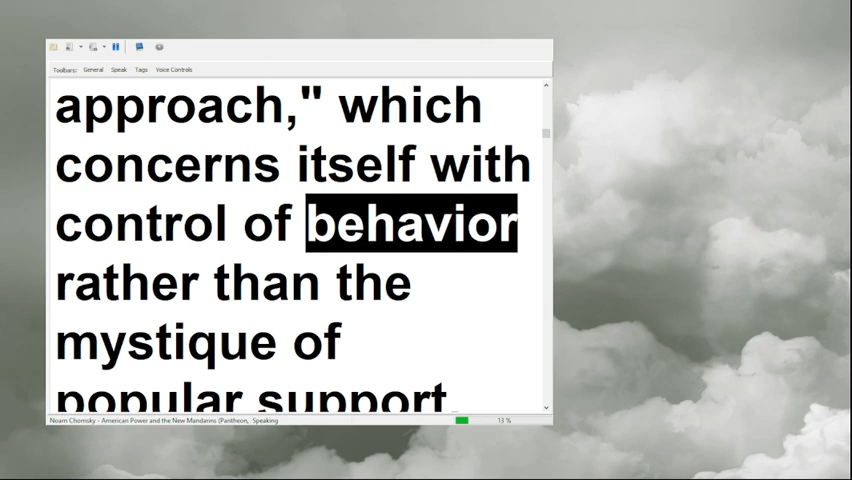 Toolbars: General Speak Tags Voice Controls
approach," which
concerns itself with
control of behavior
rather than the
mystique of
popular support
Noam Chomsky - American Power and the New Mandarins (Pantheon, Speaking 13 %